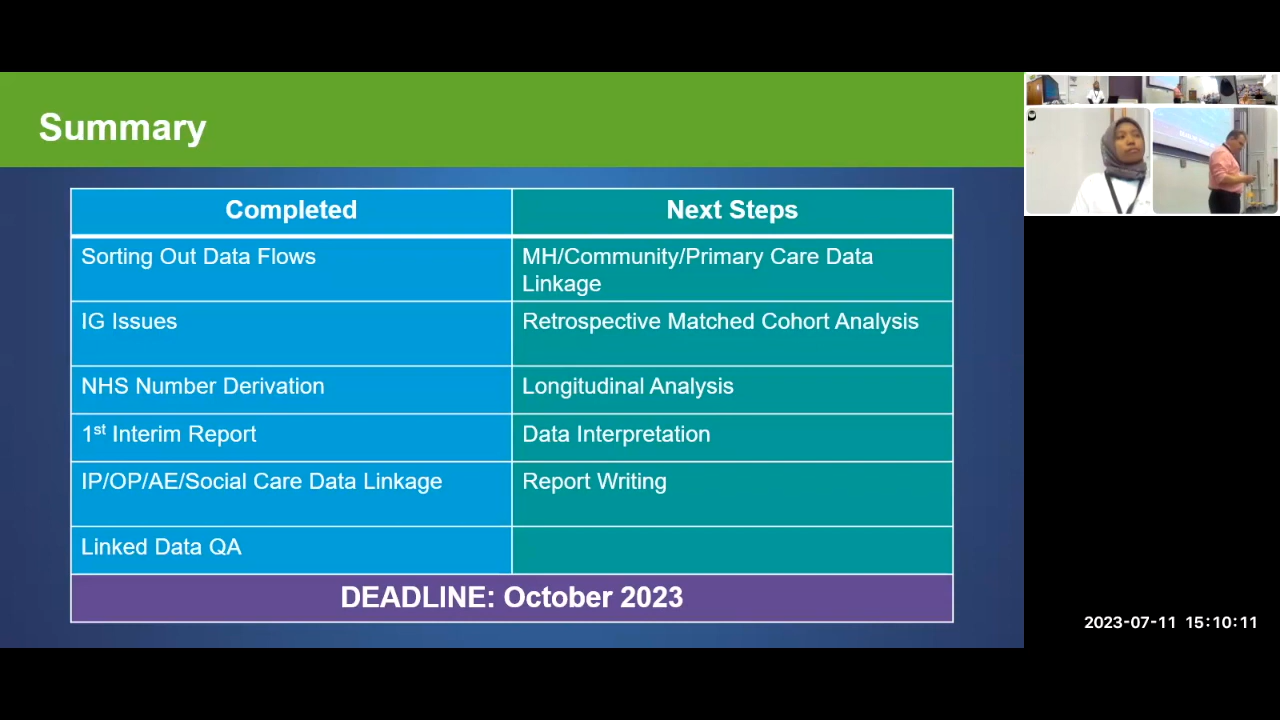 Summary
Completed
Next Steps
Sorting Out Data Flows
MH/Community/Primary Care Data
Linkage
IG Issues
Retrospective Matched Cohort Analysis
NHS Number Derivation
Longitudinal Analysis
1st Interim Report
Data Interpretation
IP/OP/AE/Social Care Data Linkage
Report Writing
Linked Data QA
DEADLINE: October 2023
2023-07-11 15:10:11